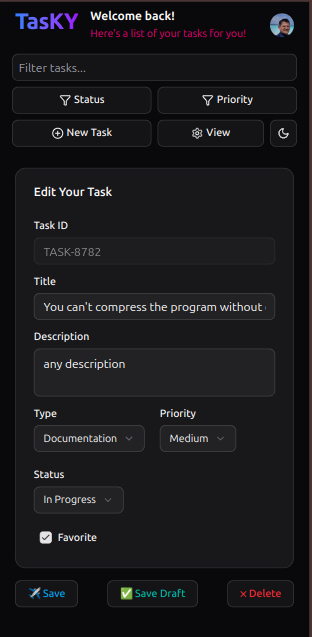 TasKY
Welcome back!
Here's a list of your tasks for you!
Filter tasks...
Status
Priority
New Task
View
Edit Your Task
Task ID
TASK-8782
Title
You can't compress the program without
Description
any description
Type
Priority
Documentation
Medium
Status
In Progress
Favorite
Save
Save Draft
Delete